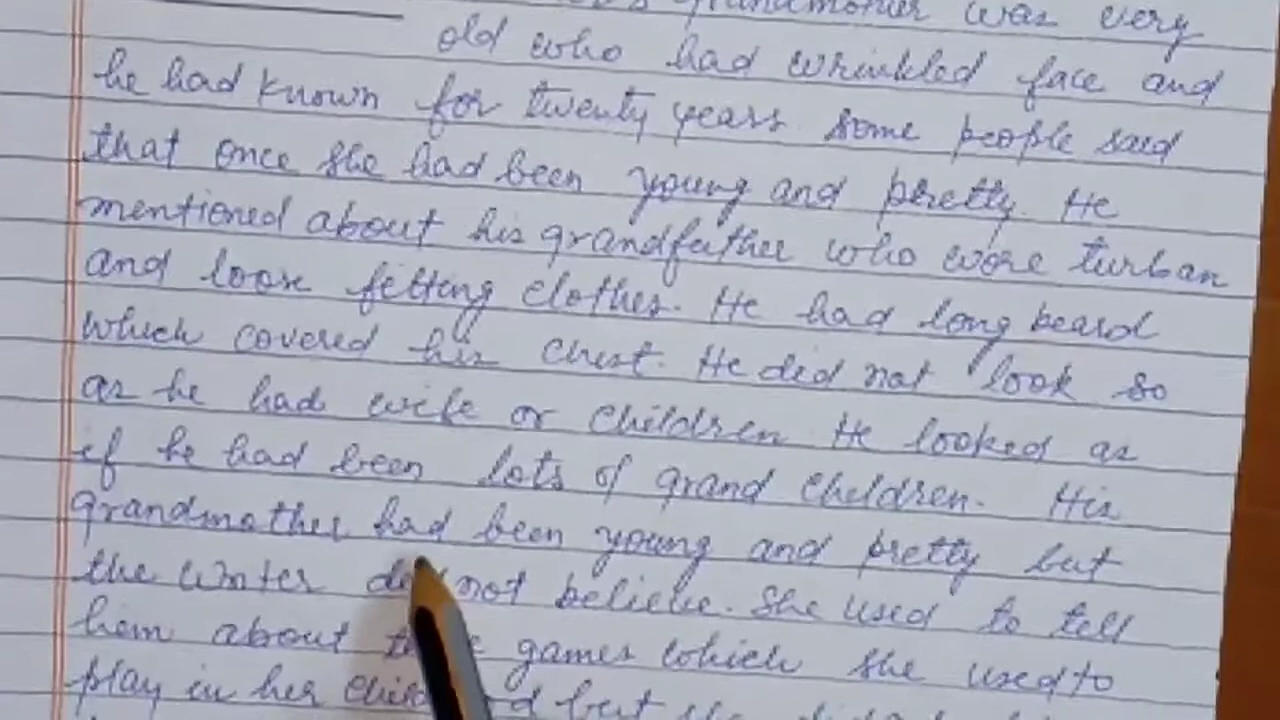 grandmother was very
old who had wrinkled face and
he had known for twenty years some people said
that once she had been young and pretty. He
mentioned about his grandfather who wore turban
and loose fitting clothes. He had long beard
which covered his chest. He did not look so
as he had wife or children He looked as
if he had been lots of grand children. His
grandmother had been young and pretty but
the writer not believe. She used to tell
him about games which she used to
play in her but